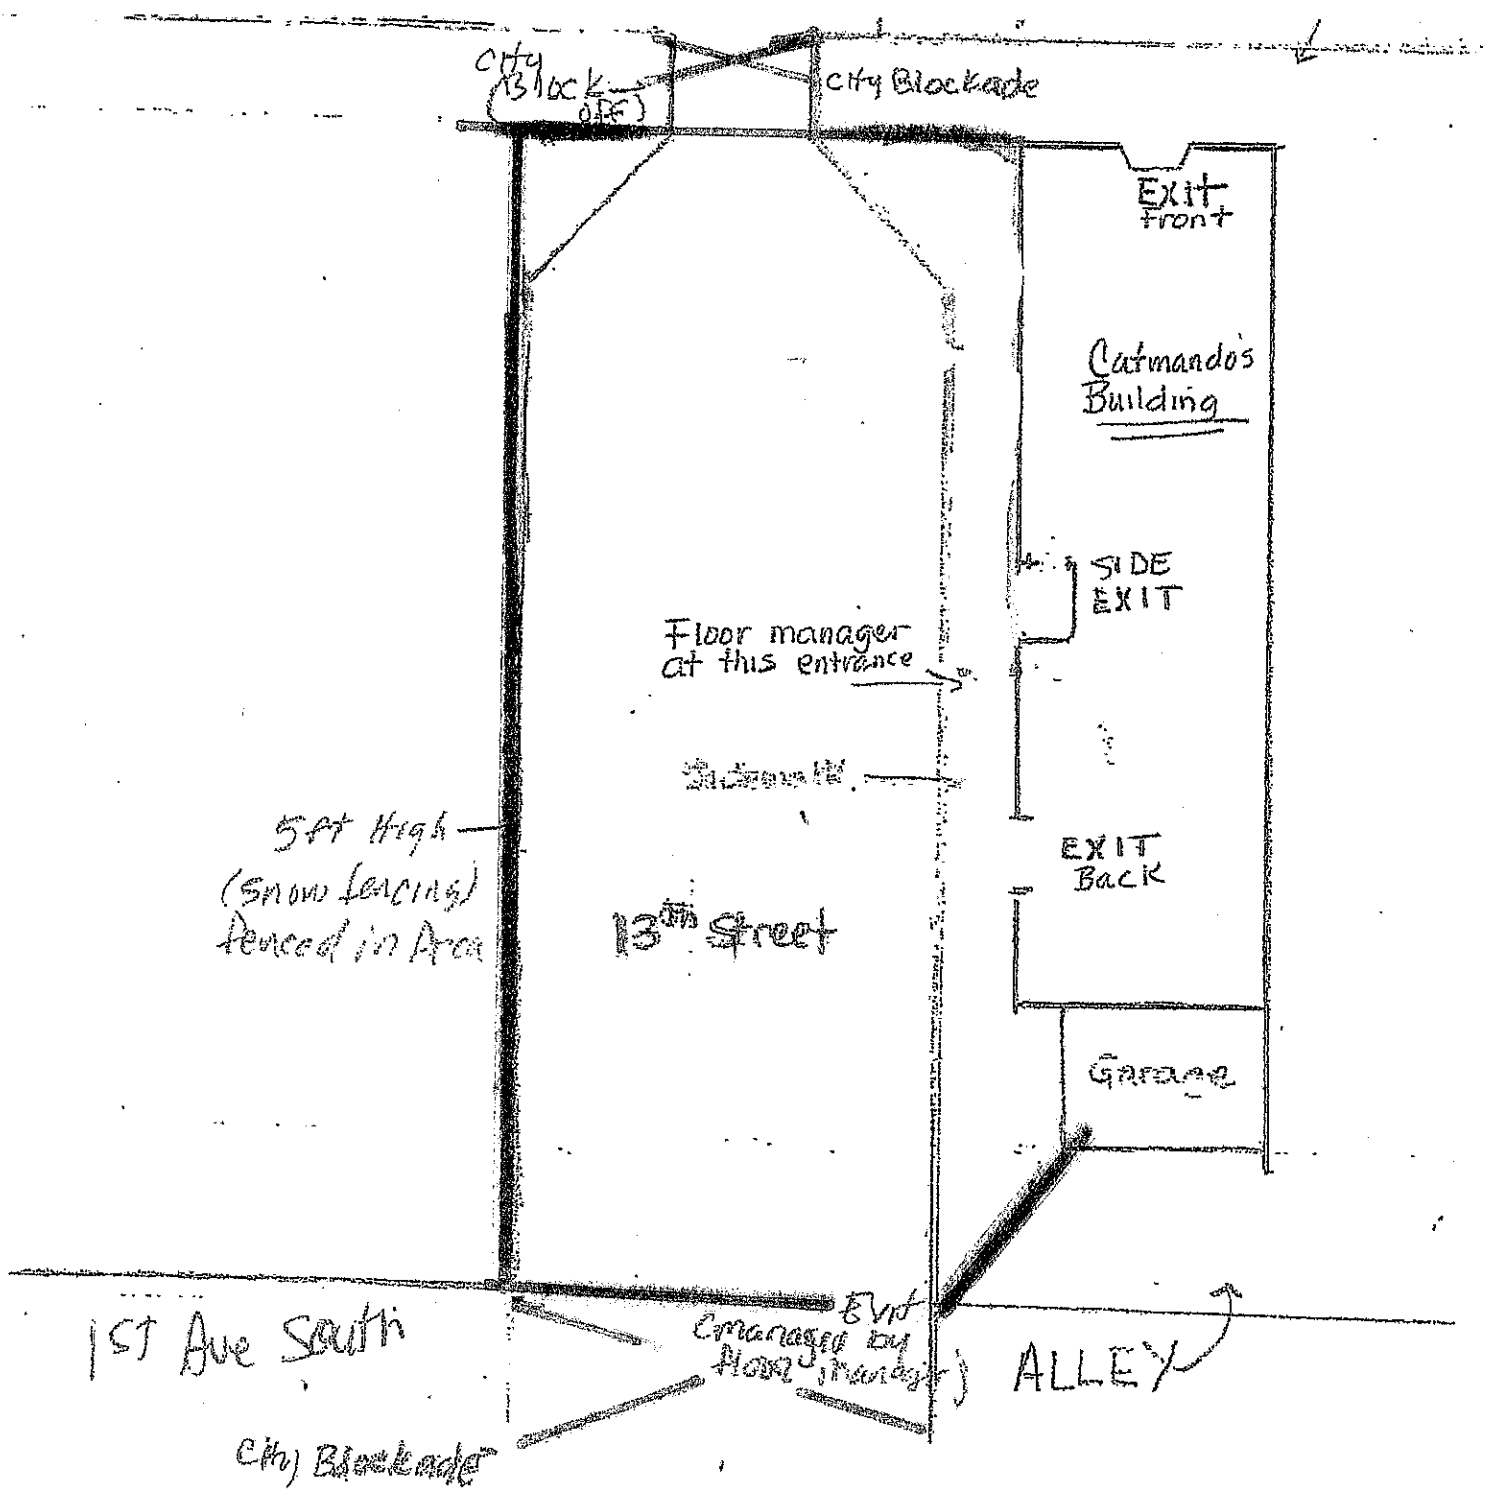 City
(Block
off)
City Blockade
Exit
front
Catmando's
Building
SIDE
EXIT
Floor manager
at this entrance
Sidewalk
5ft High
(snow fencing)
fenced in Area
EXIT
Back
13th Street
Garage
Exit
(manager by
floor manager)
1ST Ave South
ALLEY
City Blockade